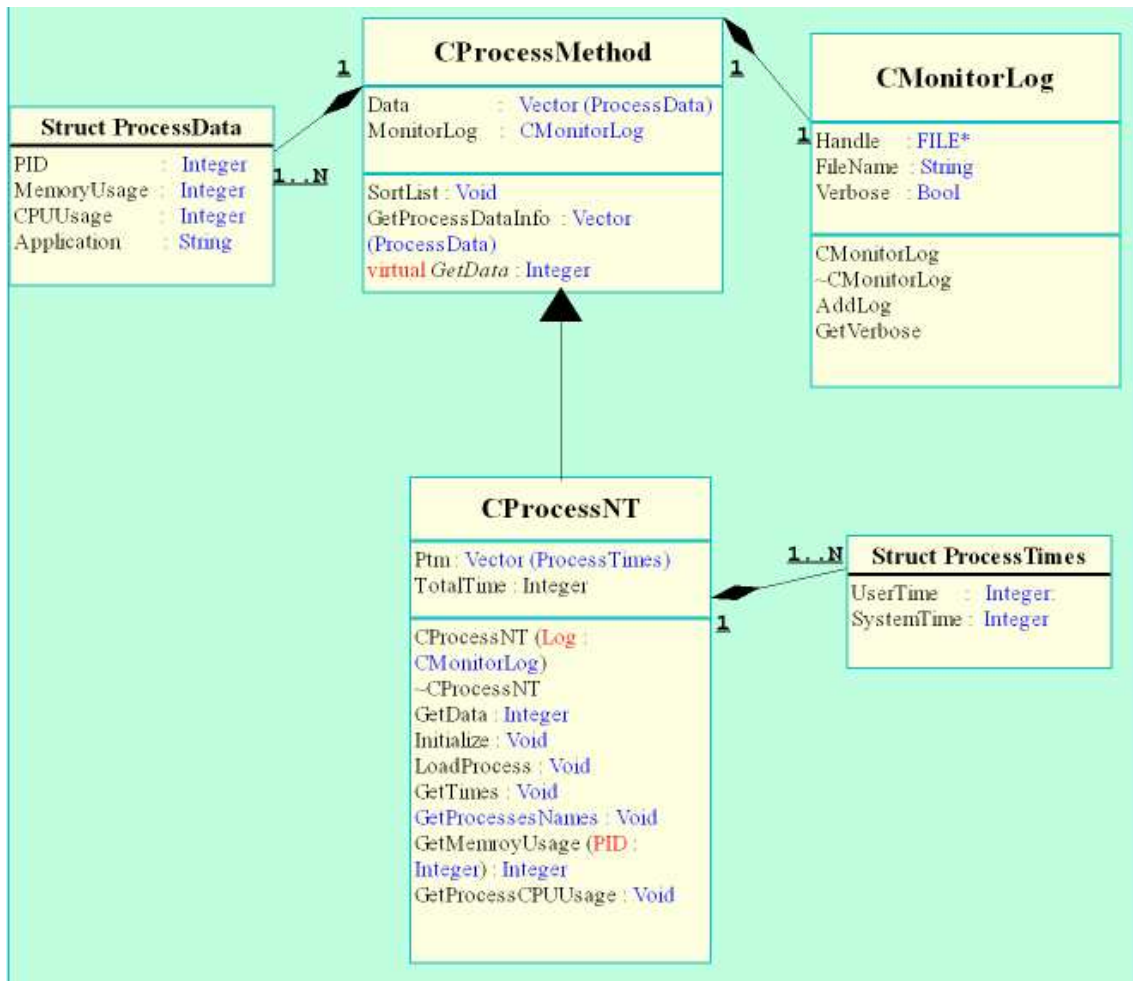 CProcessMethod
Data : Vector (ProcessData)
MonitorLog : CMonitorLog
SortList : Void
GetProcessDataInfo : Vector
(ProcessData)
virtual GetData : Integer
1
1
1
1..N
Struct ProcessData
PID : Integer
MemoryUsage : Integer
CPUUsage : Integer
Application : String
CMonitorLog
Handle : FILE*
FileName : String
Verbose : Bool
CMonitorLog
~CMonitorLog
AddLog
GetVerbose
CProcessNT
Ptm : Vector (ProcessTimes)
TotalTime : Integer
CProcessNT (Log :
CMonitorLog)
~CProcessNT
GetData : Integer
Initialize : Void
LoadProcess : Void
GetTimes : Void
GetProcessesNames : Void
GetMemroyUsage (PID :
Integer) : Integer
GetProcessCPUUsage : Void
1..N
1
Struct ProcessTimes
UserTime : Integer:
SystemTime : Integer